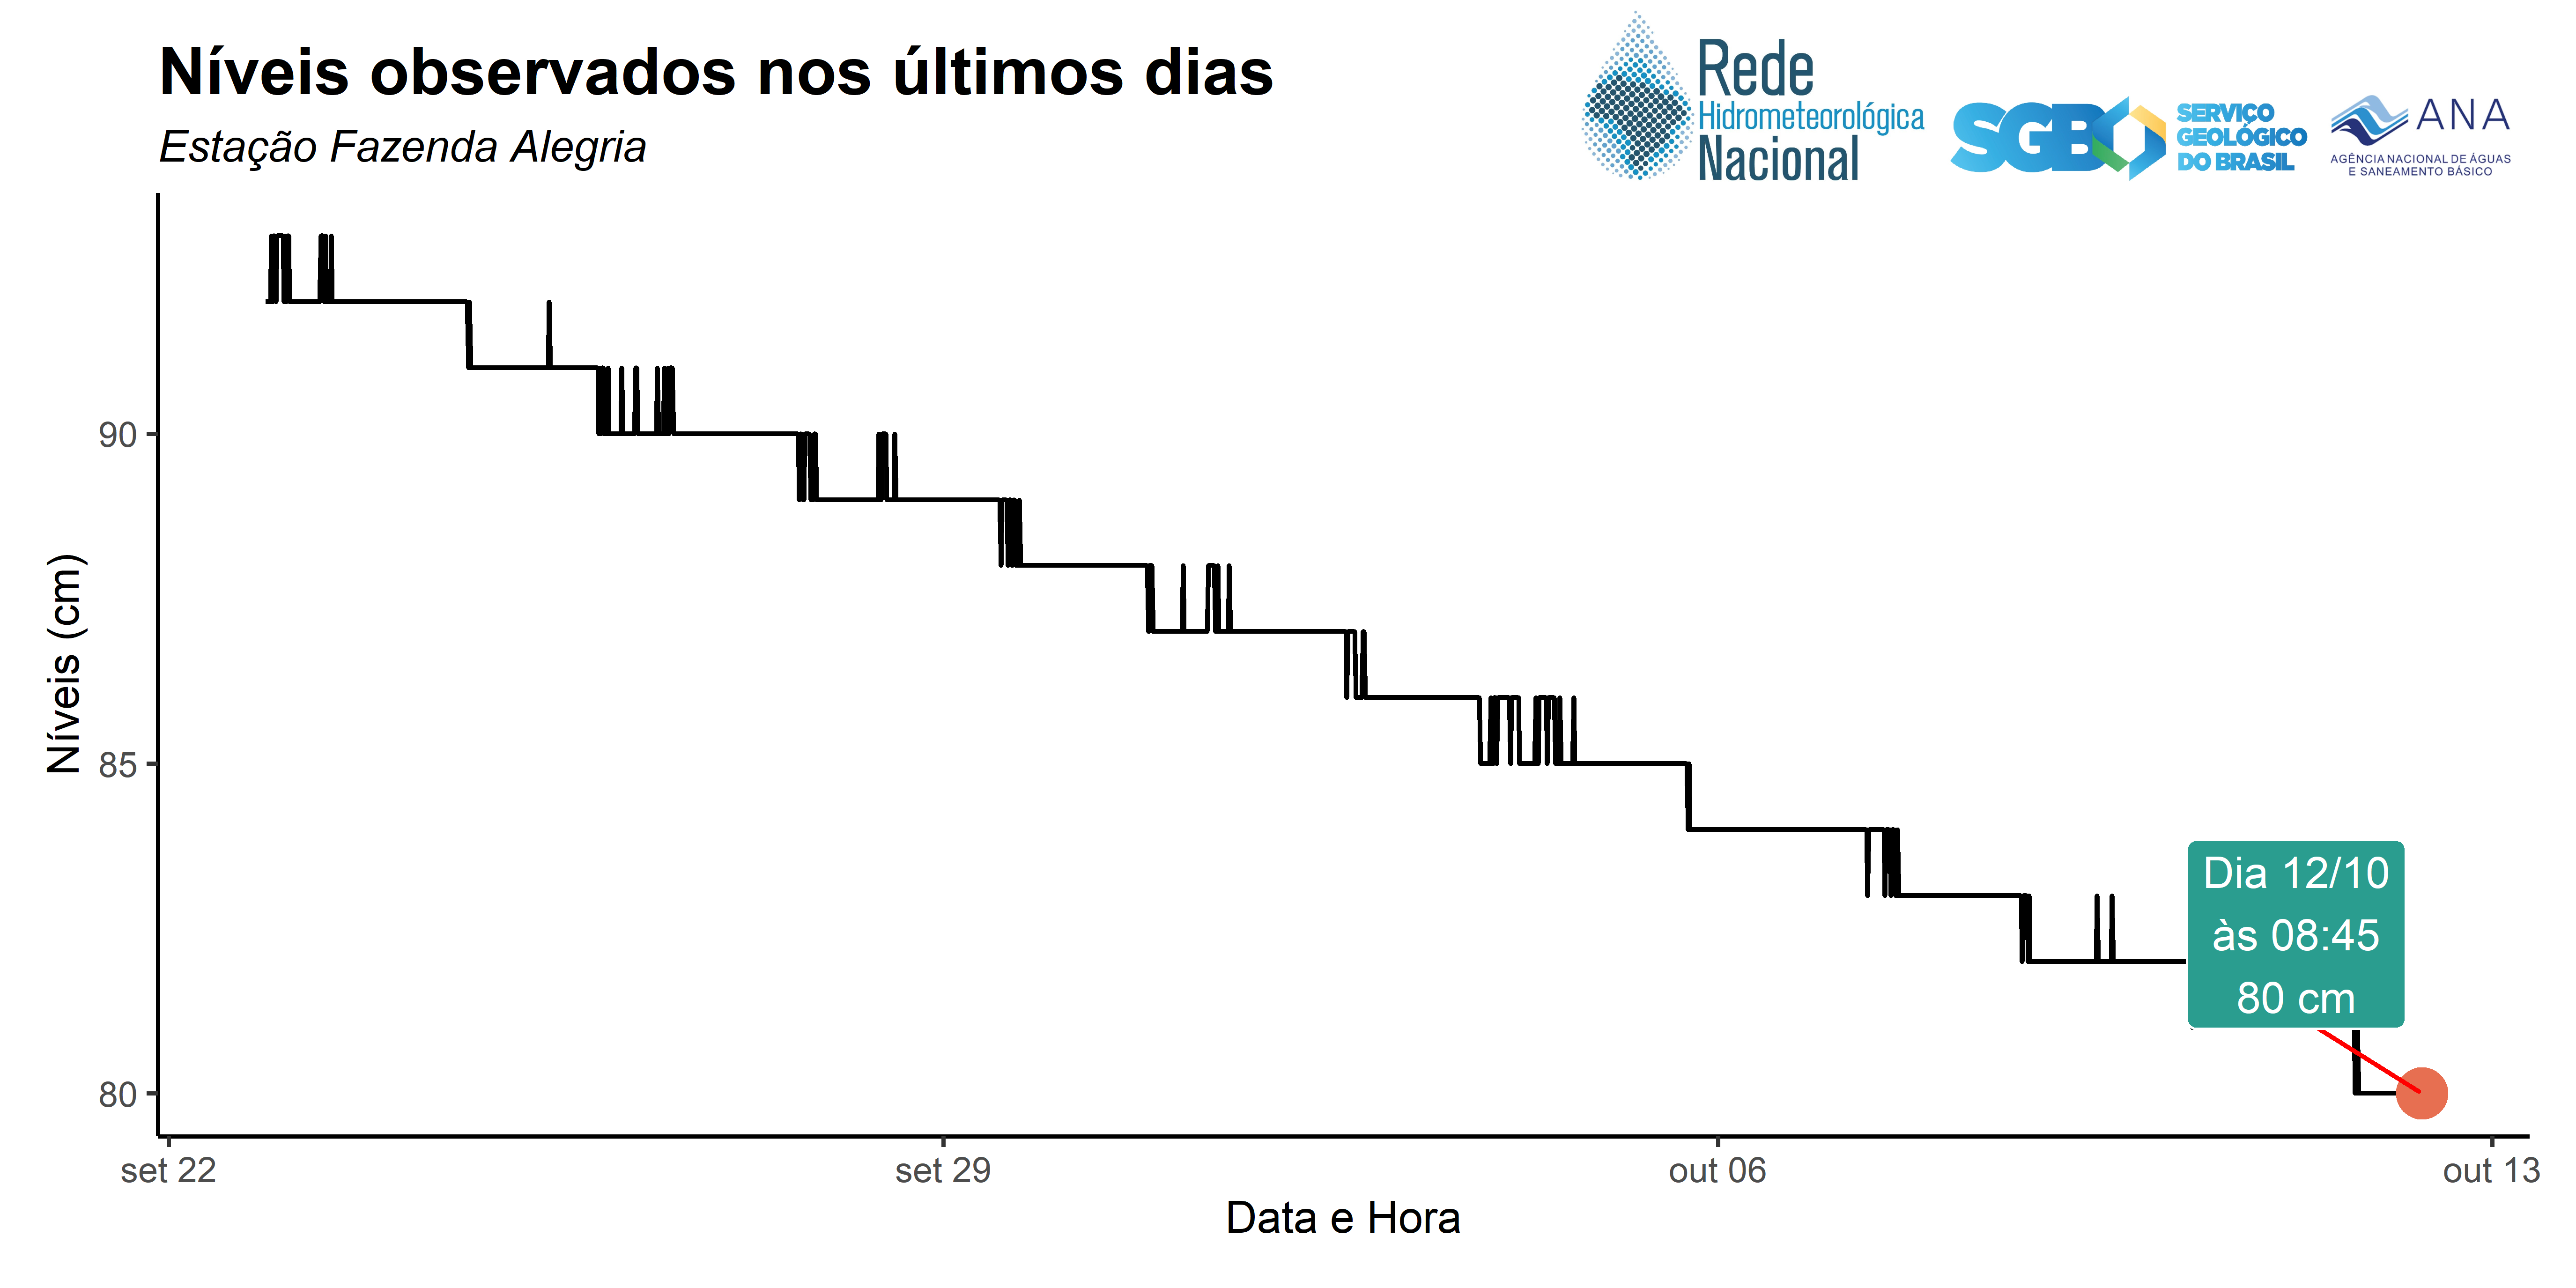 Níveis observados nos últimos dias
Estação Fazenda Alegria
Rede
Hidrometeorológica
Nacional
SGB
SERVIÇO
GEOLÓGICO
DO BRASIL
ANA
AGÊNCIA NACIONAL DE ÁGUAS
E SANEAMENTO BÁSICO
Níveis (cm)
90
85
80
Dia 12/10
às 08:45
80 cm
set 22
set 29
out 06
out 13
Data e Hora